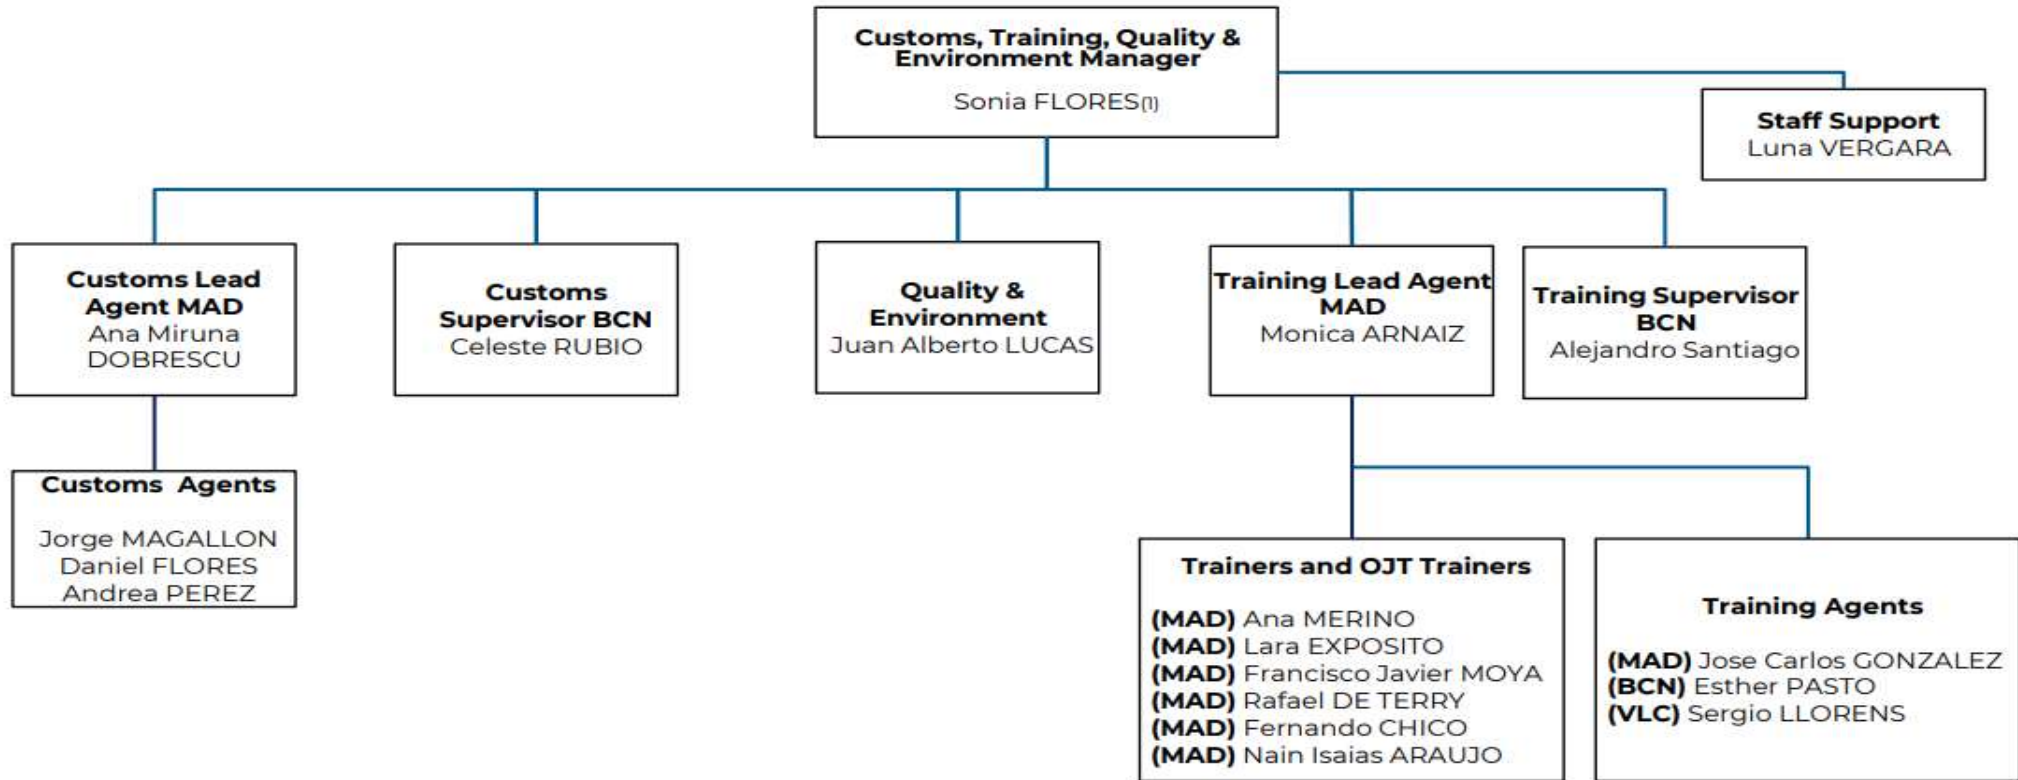 Customs, Training, Quality &
Environment Manager
Sonia FLORES(1)
Staff Support
Luna VERGARA
Customs Lead
Agent MAD
Ana Miruna
DOBRESCU
Customs
Supervisor BCN
Celeste RUBIO
Quality &
Environment
Juan Alberto LUCAS
Training Lead Agent
MAD
Monica ARNAIZ
Training Supervisor
BCN
Alejandro Santiago
Customs Agents
Jorge MAGALLON
Daniel FLORES
Andrea PEREZ
Trainers and OJT Trainers
(MAD) Ana MERINO
(MAD) Lara EXPOSITO
(MAD) Francisco Javier MOYA
(MAD) Rafael DE TERRY
(MAD) Fernando CHICO
(MAD) Nain Isaias ARAUJO
Training Agents
(MAD) Jose Carlos GONZALEZ
(BCN) Esther PASTO
(VLC) Sergio LLORENS